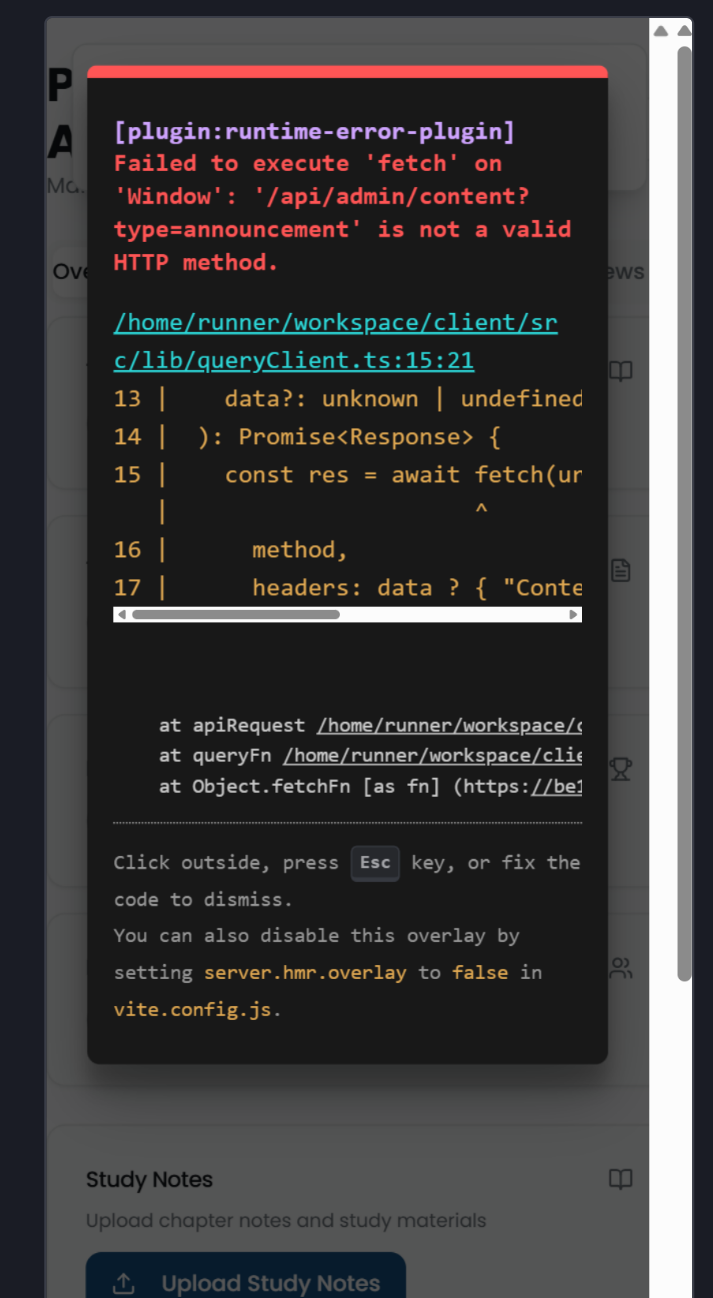 P
A
[plugin:runtime-error-plugin]
Failed to execute 'fetch' on
'Window': '/api/admin/content?
type=announcement' is not a valid
HTTP method.
/home/runner/workspace/client/sr
c/lib/queryClient.ts:15:21
13 |    data?: unknown | undefined
14 |  ): Promise<Response> {
15 |    const res = await fetch(ur
|                      ^
16 |      method,
17 |      headers: data ? { "Conte
at apiRequest /home/runner/workspace/c
at queryFn /home/runner/workspace/clie
at Object.fetchFn [as fn] (https://be1
Click outside, press Esc key, or fix the
code to dismiss.
You can also disable this overlay by
setting server.hmr.overlay to false in
vite.config.js.
Study Notes
Upload chapter notes and study materials
Upload Study Notes